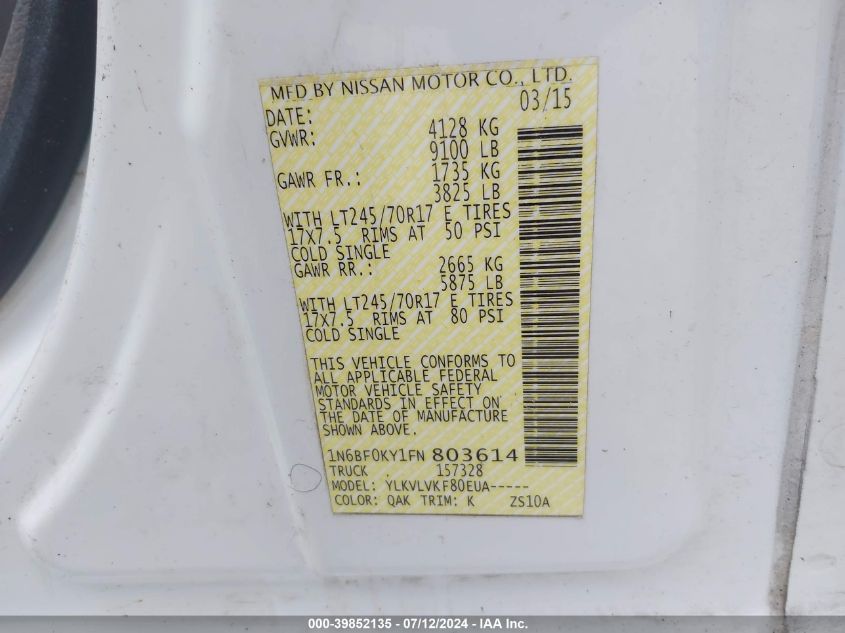 MFD BY NISSAN MOTOR CO., LTD.
DATE: 03/15
GVWR: 4128 KG
9100 LB
GAWR FR.: 1735 KG
3825 LB
WITH LT245/70R17 E TIRES
17X7.5 RIMS AT 50 PSI
COLD SINGLE
GAWR RR.: 2665 KG
5875 LB
WITH LT245/70R17 E TIRES
17X7.5 RIMS AT 80 PSI
COLD SINGLE
THIS VEHICLE CONFORMS TO
ALL APPLICABLE FEDERAL
MOTOR VEHICLE SAFETY
STANDARDS IN EFFECT ON
THE DATE OF MANUFACTURE
SHOWN ABOVE.
1N6BF0KY1FN 803614
TRUCK 157328
MODEL: YLKVLVKF80EUA-----
COLOR: QAK TRIM: K ZS10A
000-39852135 - 07/12/2024 - IAA Inc.